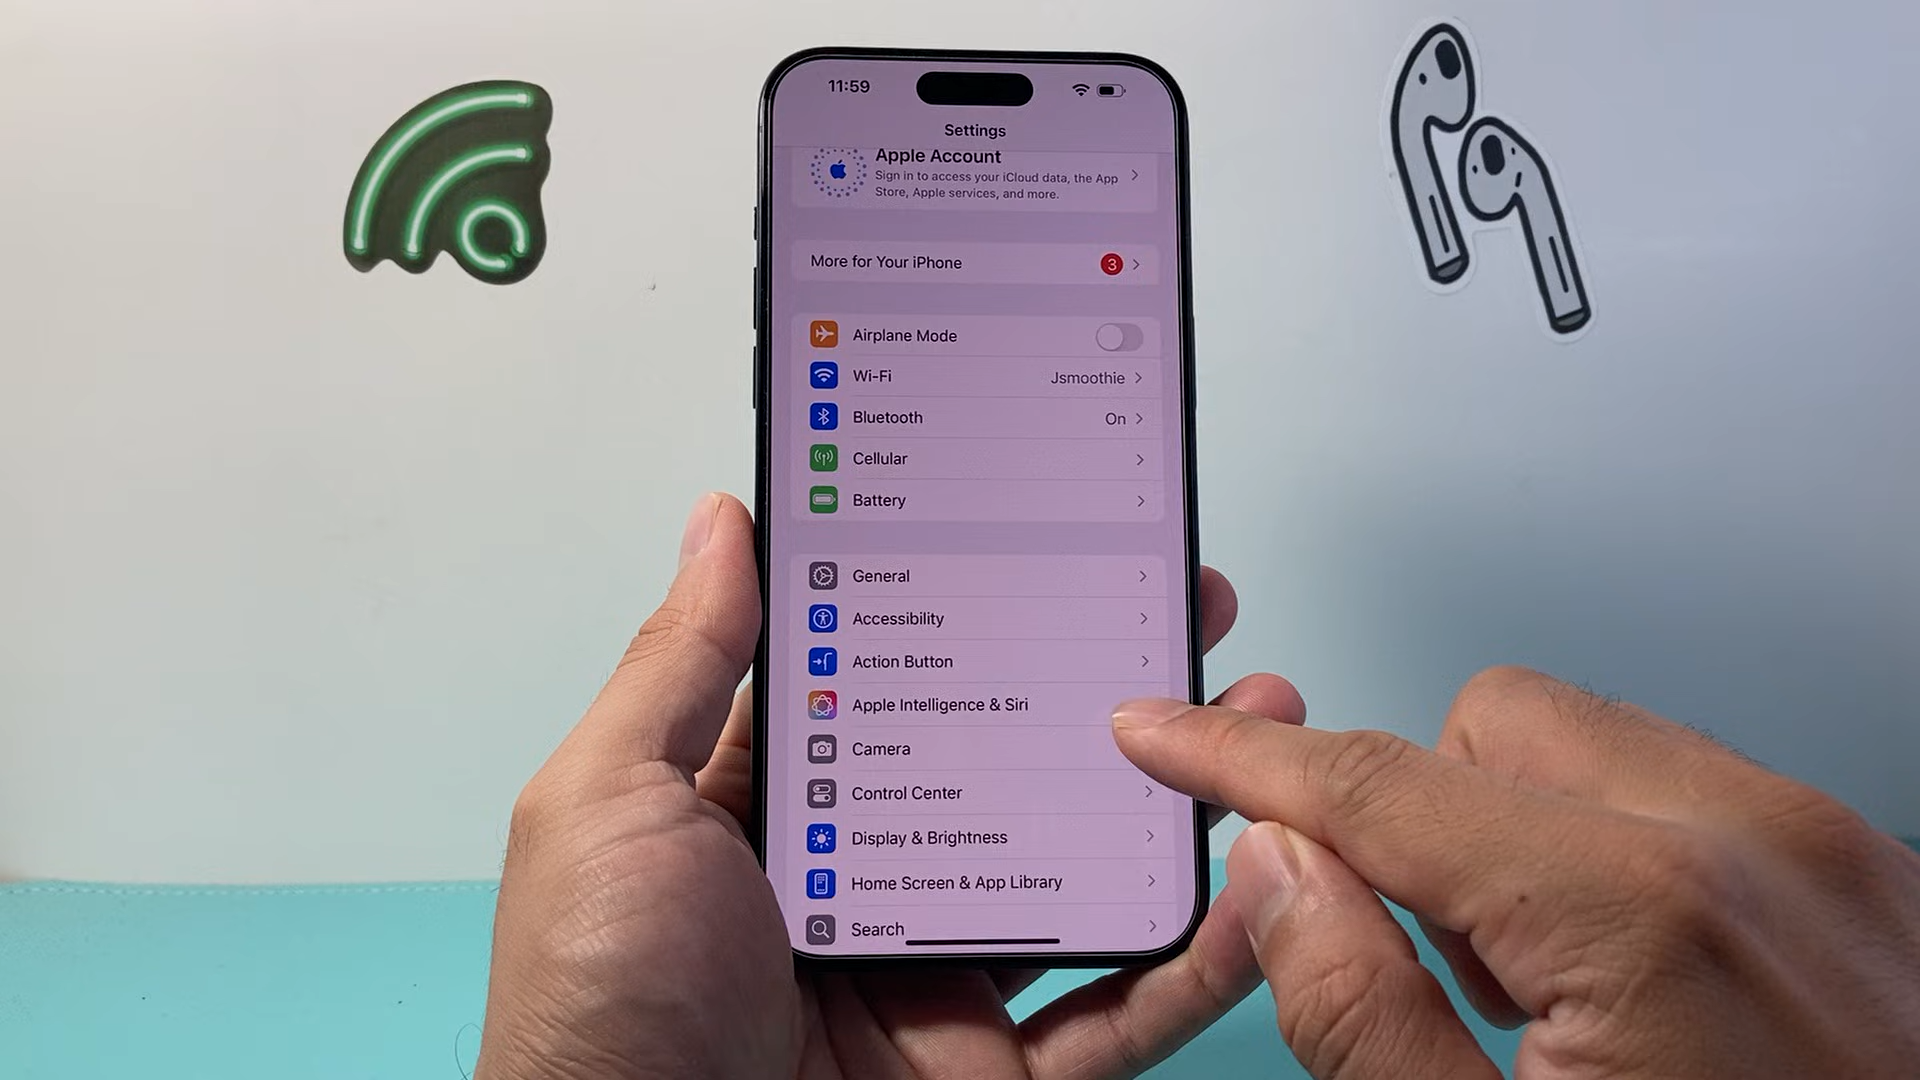 11:59
Settings
Apple Account
Sign in to access your iCloud data, the App
Store, Apple services, and more.
More for Your iPhone 3
Airplane Mode
Wi-Fi Jsmoothie
Bluetooth On
Cellular
Battery
General
Accessibility
Action Button
Apple Intelligence & Siri
Camera
Control Center
Display & Brightness
Home Screen & App Library
Search